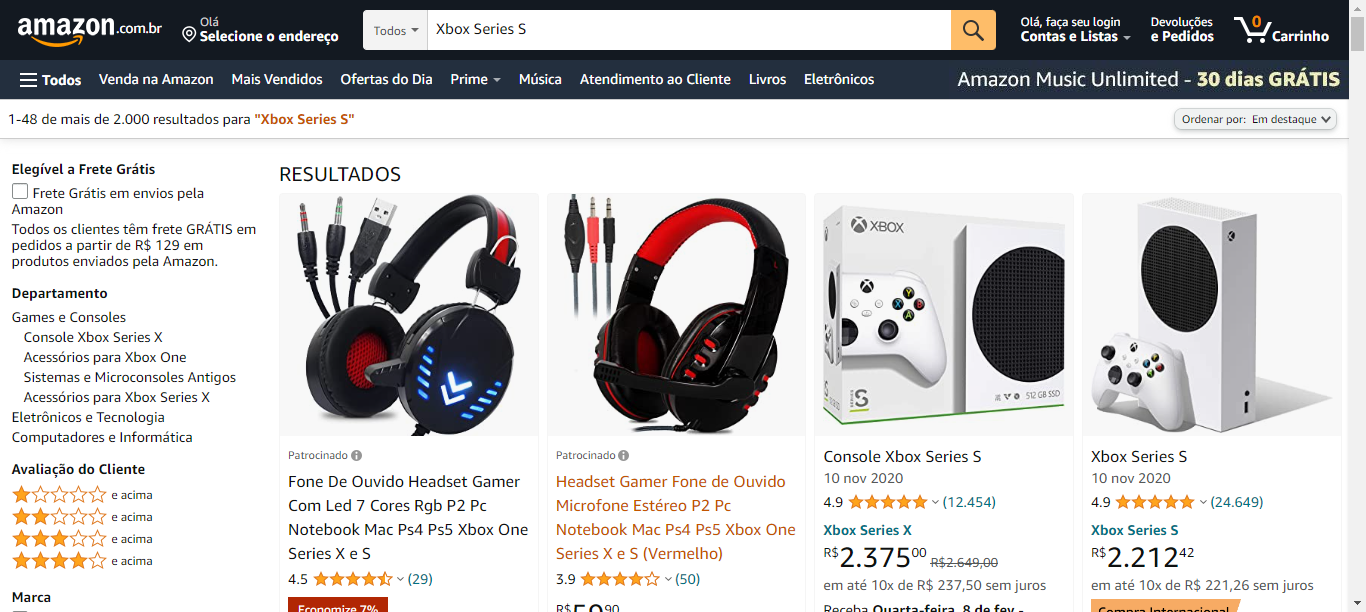 amazon.com.br
Olá
Selecione o endereço
Todos
Xbox Series S
Olá, faça seu login
Contas e Listas
Devoluções
e Pedidos
0
Carrinho
Todos
Venda na Amazon
Mais Vendidos
Ofertas do Dia
Prime
Música
Atendimento ao Cliente
Livros
Eletrônicos
Amazon Music Unlimited - 30 dias GRÁTIS
1-48 de mais de 2.000 resultados para "Xbox Series S"
Ordenar por: Em destaque
Elegível a Frete Grátis
Frete Grátis em envios pela
Amazon
Todos os clientes têm frete GRÁTIS em
pedidos a partir de R$ 129 em
produtos enviados pela Amazon.
Departamento
Games e Consoles
Console Xbox Series X
Acessórios para Xbox One
Sistemas e Microconsoles Antigos
Acessórios para Xbox Series X
Eletrônicos e Tecnologia
Computadores e Informática
Avaliação do Cliente
e acima
e acima
e acima
e acima
Marca
RESULTADOS
Patrocinado
Fone De Ouvido Headset Gamer
Com Led 7 Cores Rgb P2 Pc
Notebook Mac Ps4 Ps5 Xbox One
Series X e S
4.5 (29)
Economize 7%
Patrocinado
Headset Gamer Fone de Ouvido
Microfone Estéreo P2 Pc
Notebook Mac Ps4 Ps5 Xbox One
Series X e S (Vermelho)
3.9 (50)
R$ 59 90
XBOX
Y
X
B
A
SERIES
S
512 GB SSD
Console Xbox Series S
10 nov 2020
4.9 (12.454)
Xbox Series X
R$ 2.375 00 R$2.649,00
em até 10x de R$ 237,50 sem juros
Receba Quarta-feira, 8 de fev -
Xbox Series S
10 nov 2020
4.9 (24.649)
Xbox Series S
R$ 2.212 42
em até 10x de R$ 221,26 sem juros
Compra Internacional